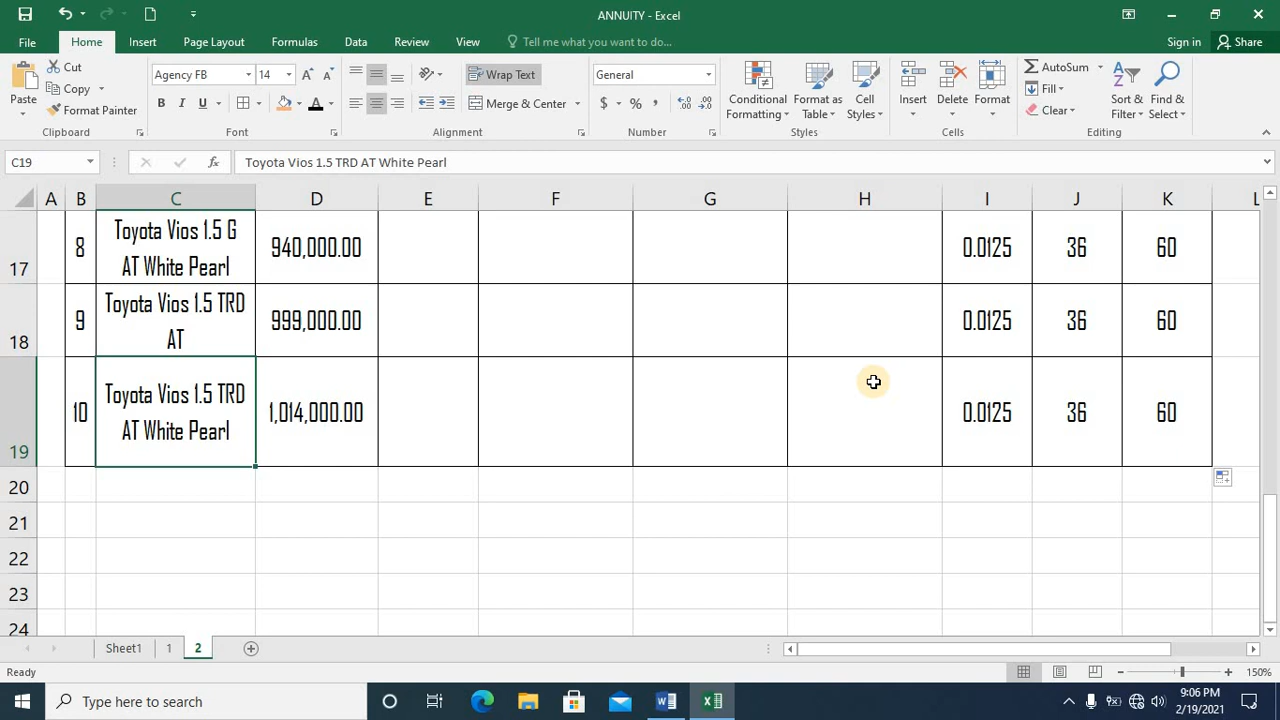 ANNUITY - Excel
File Home Insert Page Layout Formulas Data Review View Tell me what you want to do... Sign in Share
Paste Cut Copy Format Painter Clipboard
Agency FB 14 A A B I U A Font
Wrap Text Merge & Center Alignment
General $ % , Number
Conditional Formatting Format as Table Cell Styles Styles
Insert Delete Format Cells
AutoSum Fill Clear Sort & Filter Find & Select Editing
C19 fx Toyota Vios 1.5 TRD AT White Pearl
A B C D E F G H I J K L
17 8 Toyota Vios 1.5 G AT White Pearl 940,000.00 0.0125 36 60
18 9 Toyota Vios 1.5 TRD AT 999,000.00 0.0125 36 60
19 10 Toyota Vios 1.5 TRD AT White Pearl 1,014,000.00 0.0125 36 60
20
21
22
23
24
Sheet1 1 2
Ready 150%
Type here to search
9:06 PM
2/19/2021